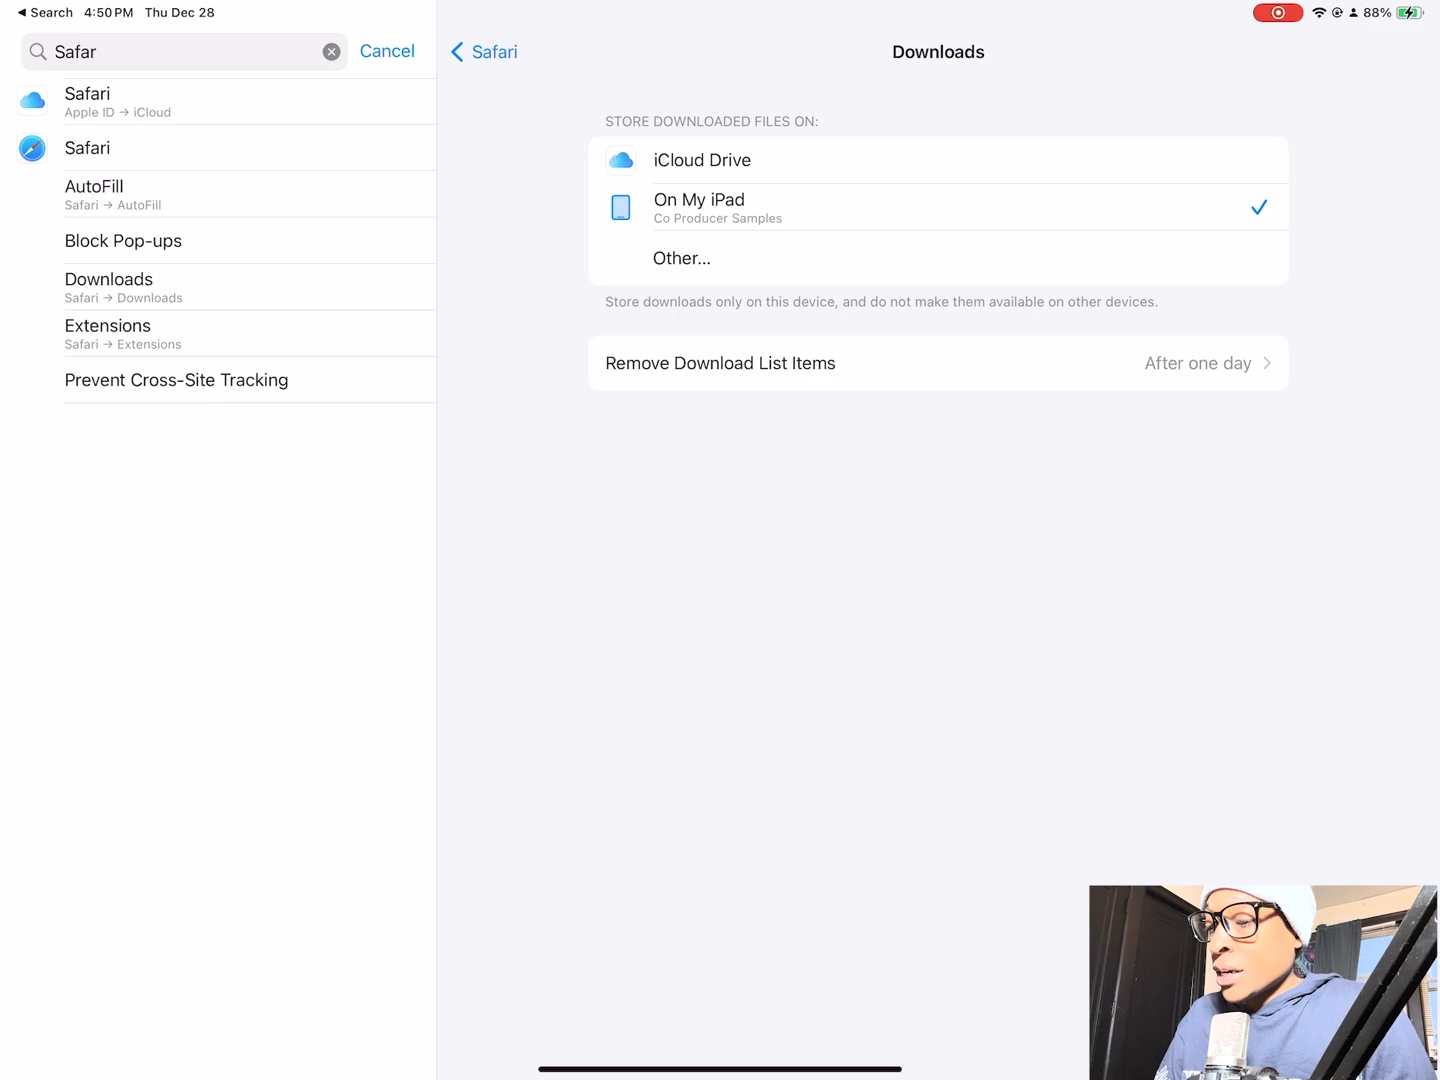 Search 4:50 PM Thu Dec 28
88%
Safar
Cancel
Safari
Apple ID → iCloud
Safari
AutoFill
Safari → AutoFill
Block Pop-ups
Downloads
Safari → Downloads
Extensions
Safari → Extensions
Prevent Cross-Site Tracking
Safari
Downloads
STORE DOWNLOADED FILES ON:
iCloud Drive
On My iPad
Co Producer Samples
Other...
Store downloads only on this device, and do not make them available on other devices.
Remove Download List Items
After one day